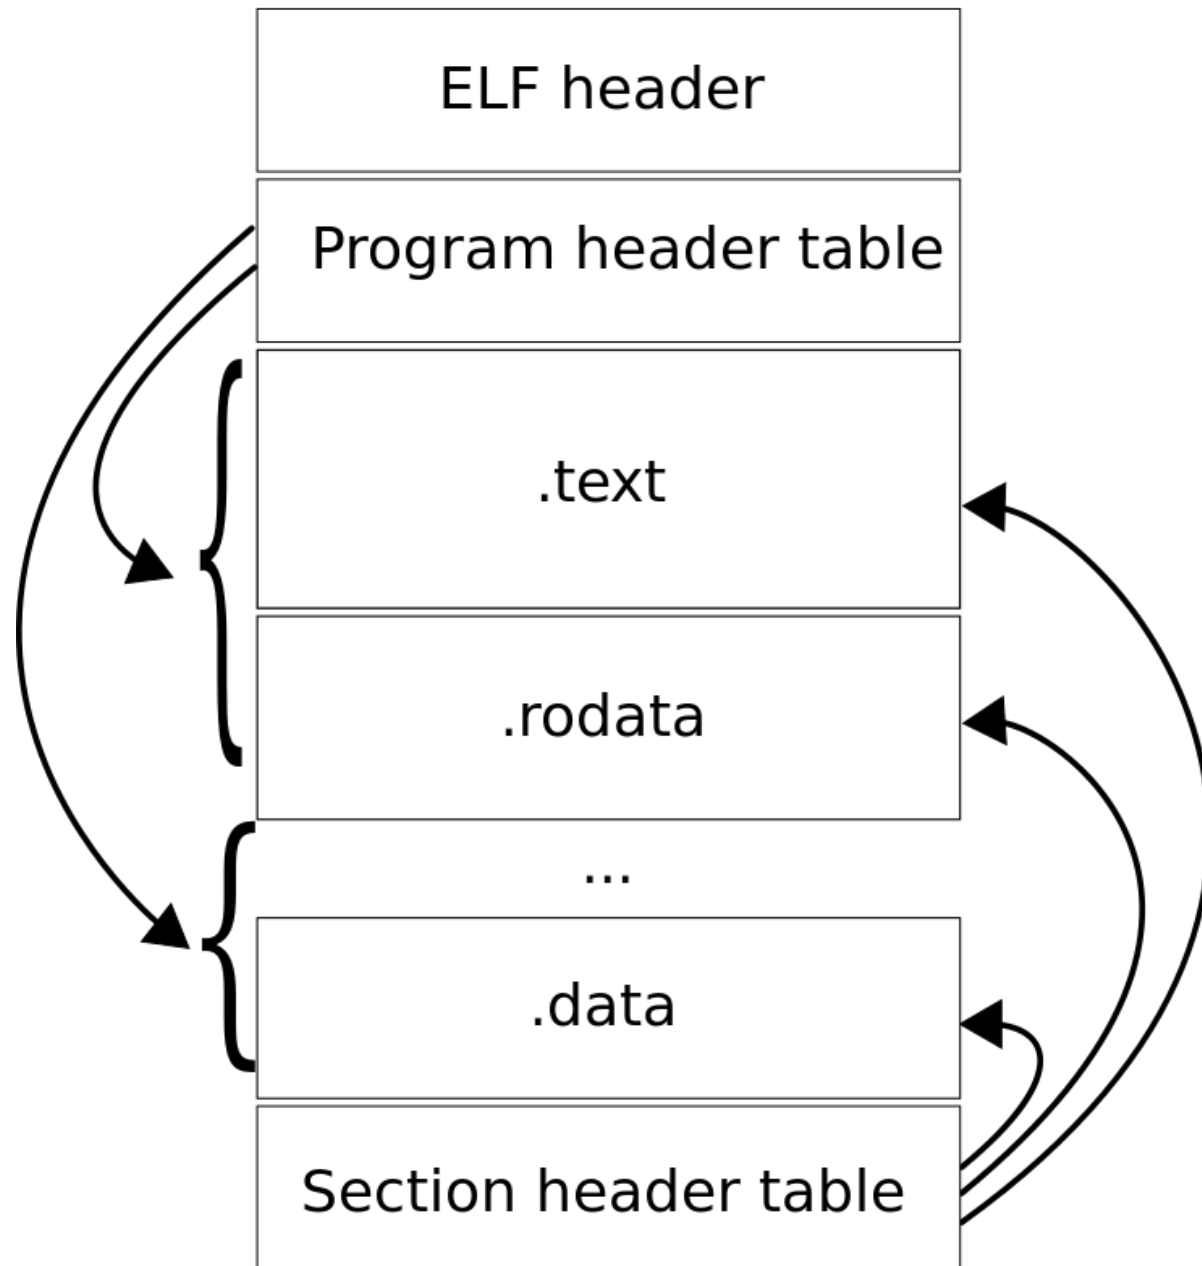 ELF header
Program header table
.text
.rodata
...
.data
Section header table